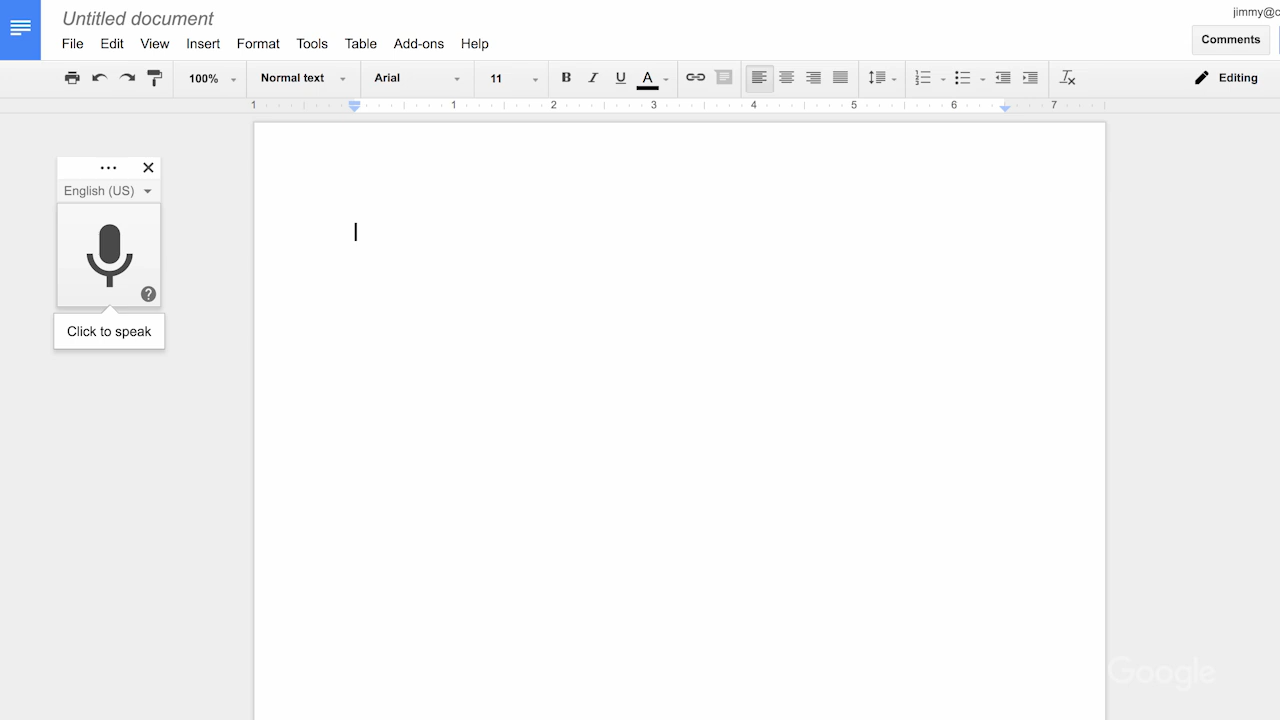 Untitled document
jimmy@c
File Edit View Insert Format Tools Table Add-ons Help
Comments
100% Normal text Arial 11 B I U A Editing
1 1 2 3 4 5 6 7
English (US)
?
Click to speak
Google